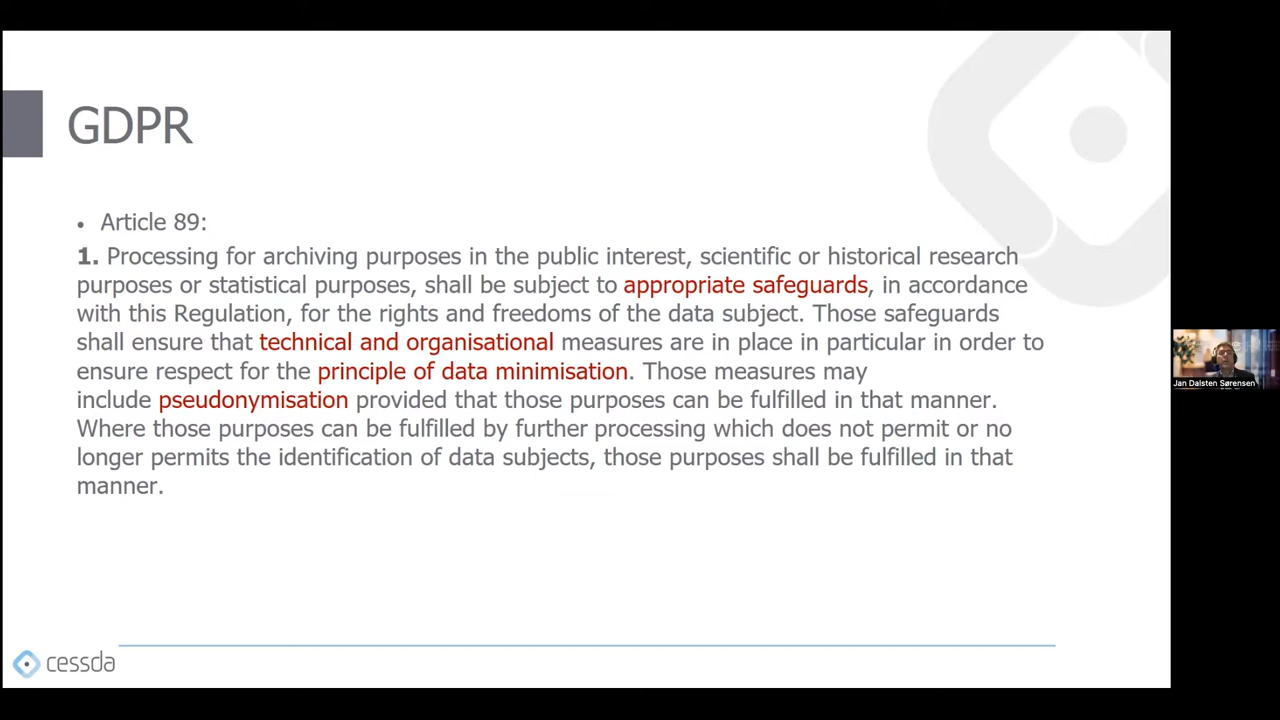 GDPR
• Article 89:
1. Processing for archiving purposes in the public interest, scientific or historical research
purposes or statistical purposes, shall be subject to appropriate safeguards, in accordance
with this Regulation, for the rights and freedoms of the data subject. Those safeguards
shall ensure that technical and organisational measures are in place in particular in order to
ensure respect for the principle of data minimisation. Those measures may
include pseudonymisation provided that those purposes can be fulfilled in that manner.
Where those purposes can be fulfilled by further processing which does not permit or no
longer permits the identification of data subjects, those purposes shall be fulfilled in that
manner.
Jan Dalsten Sørensen
cessda